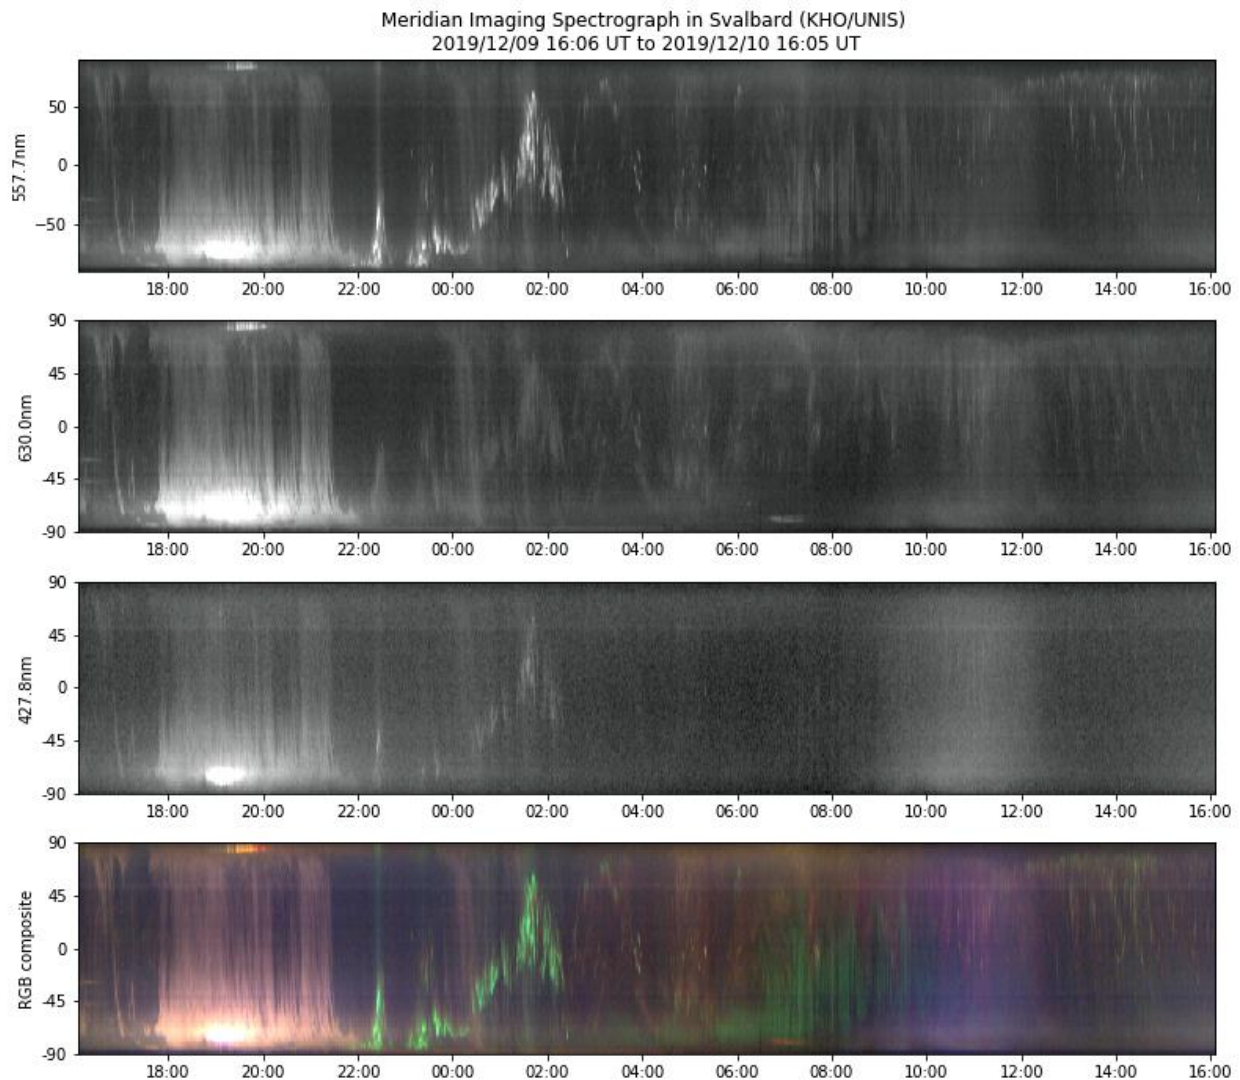 Meridian Imaging Spectrograph in Svalbard (KHO/UNIS)
2019/12/09 16:06 UT to 2019/12/10 16:05 UT
557.7nm
50
0
−50
18:00 20:00 22:00 00:00 02:00 04:00 06:00 08:00 10:00 12:00 14:00 16:00
630.0nm
90
45
0
-45
-90
18:00 20:00 22:00 00:00 02:00 04:00 06:00 08:00 10:00 12:00 14:00 16:00
427.8nm
90
45
0
-45
-90
18:00 20:00 22:00 00:00 02:00 04:00 06:00 08:00 10:00 12:00 14:00 16:00
RGB composite
90
45
0
-45
-90
18:00 20:00 22:00 00:00 02:00 04:00 06:00 08:00 10:00 12:00 14:00 16:00